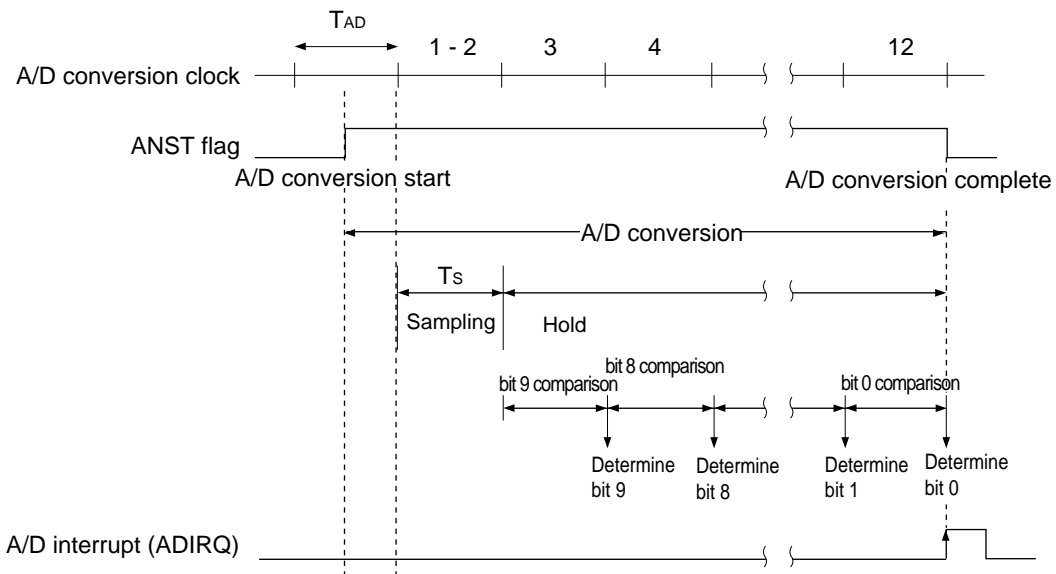 TAD
1 - 2 3 4 12
A/D conversion clock
ANST flag
A/D conversion start
A/D conversion complete
A/D conversion
TS
Sampling Hold
bit 9 comparison bit 8 comparison bit 0 comparison
Determine bit 9
Determine bit 8
Determine bit 1
Determine bit 0
A/D interrupt (ADIRQ)